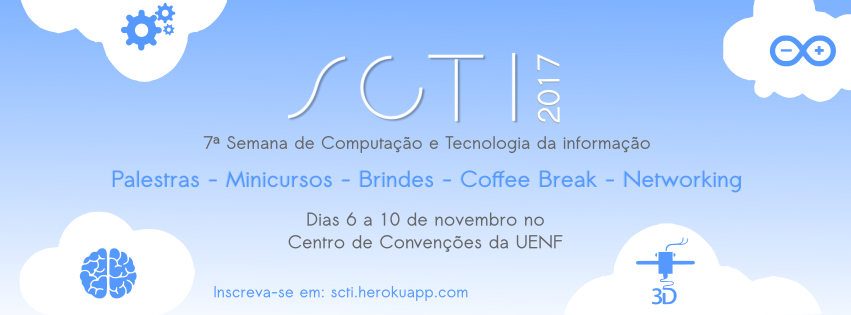 SCTI 2017
7ª Semana de Computação e Tecnologia da informação
Palestras - Minicursos - Brindes - Coffee Break - Networking
Dias 6 a 10 de novembro no
Centro de Convenções da UENF
Inscreva-se em: scti.herokuapp.com
3D